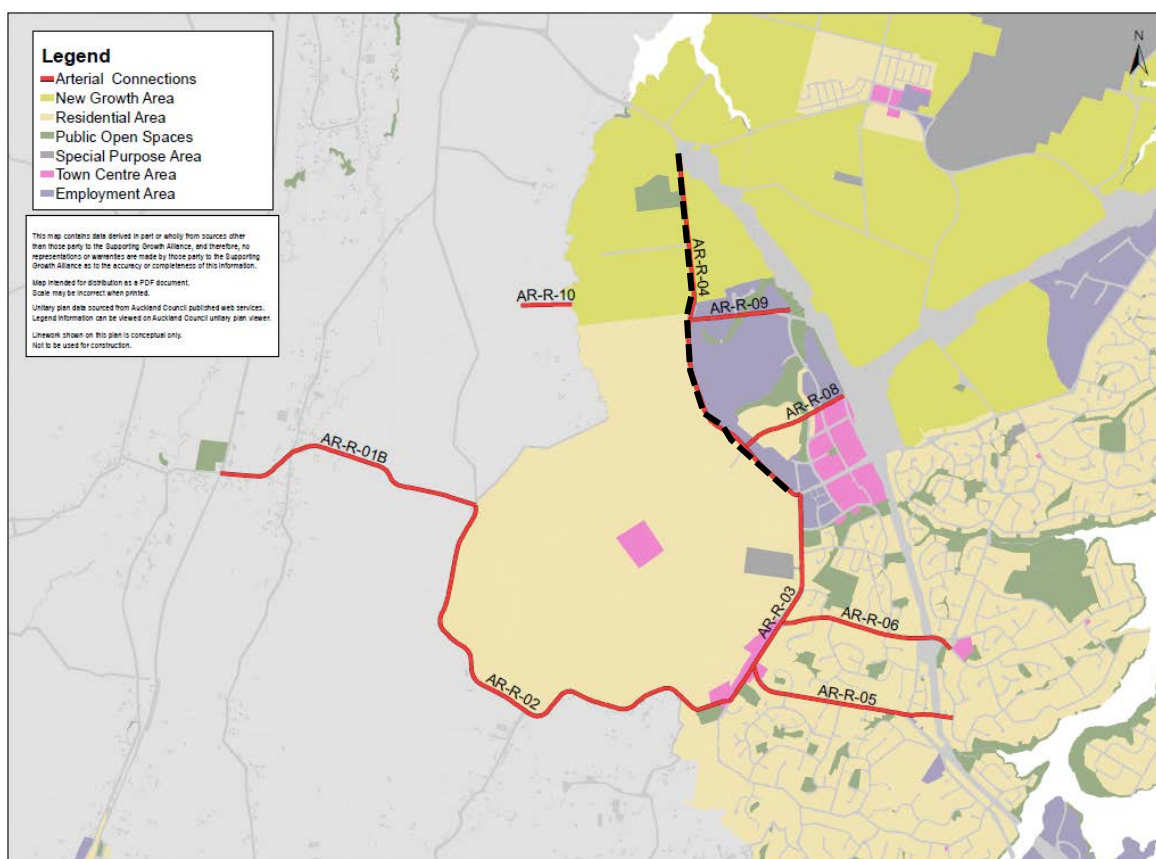 Legend
Arterial Connections
New Growth Area
Residential Area
Public Open Spaces
Special Purpose Area
Town Centre Area
Employment Area
This map contains data derived in part or wholly from sources other
than those party to the Supporting Growth Alliance, and therefore, no
representations or warranties are made by those party to the Supporting
Growth Alliance as to the accuracy or completeness of this information.
Map intended for distribution as a PDF document.
Scale may be incorrect when printed.
Unitary plan data sourced from Auckland Council published web services.
Legend information can be viewed on Auckland Council unitary plan viewer.
Linework shown on this plan is conceptual only.
Not to be used for construction.
N
AR-R-04
AR-R-10
AR-R-09
AR-R-08
AR-R-01B
AR-R-03
AR-R-06
AR-R-02
AR-R-05